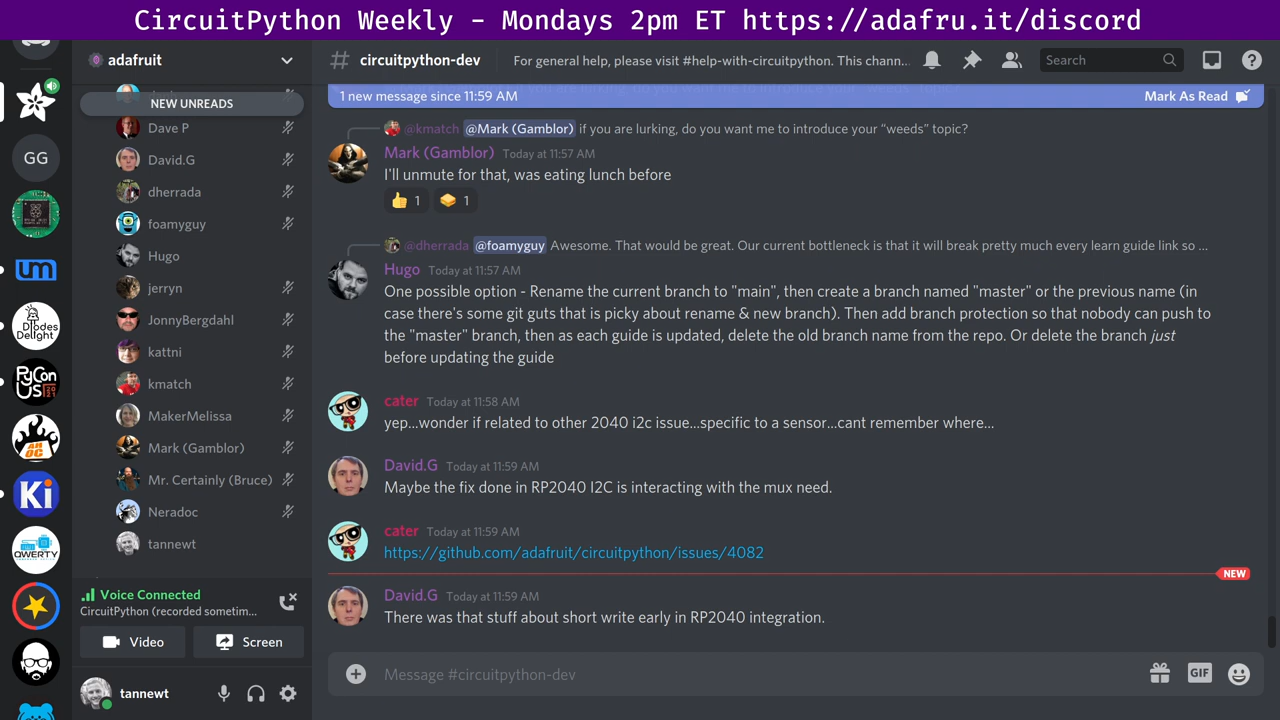 CircuitPython Weekly - Mondays 2pm ET https://adafru.it/discord
adafruit
NEW UNREADS
Dave P
David.G
dherrada
foamyguy
Hugo
jerryn
JonnyBergdahl
kattni
kmatch
MakerMelissa
Mark (Gamblor)
Mr. Certainly (Bruce)
Neradoc
tannewt
Voice Connected
CircuitPython (recorded sometim...
Video
Screen
tannewt
GG
DIODES DELIGHT
PyCon US 2021
Ki
QWERTY
# circuitpython-dev
For general help, please visit #help-with-circuitpython. This chann...
Search
1 new message since 11:59 AM
Mark As Read
@kmatch @Mark (Gamblor) if you are lurking, do you want me to introduce your “weeds” topic?
Mark (Gamblor) Today at 11:57 AM
I'll unmute for that, was eating lunch before
1 1
@dherrada @foamyguy Awesome. That would be great. Our current bottleneck is that it will break pretty much every learn guide link so ...
Hugo Today at 11:57 AM
One possible option - Rename the current branch to "main", then create a branch named "master" or the previous name (in
case there's some git guts that is picky about rename & new branch). Then add branch protection so that nobody can push to
the "master" branch, then as each guide is updated, delete the old branch name from the repo. Or delete the branch just
before updating the guide
cater Today at 11:58 AM
yep...wonder if related to other 2040 i2c issue...specific to a sensor...cant remember where...
David.G Today at 11:59 AM
Maybe the fix done in RP2040 I2C is interacting with the mux need.
cater Today at 11:59 AM
https://github.com/adafruit/circuitpython/issues/4082
NEW
David.G Today at 11:59 AM
There was that stuff about short write early in RP2040 integration.
Message #circuitpython-dev
GIF